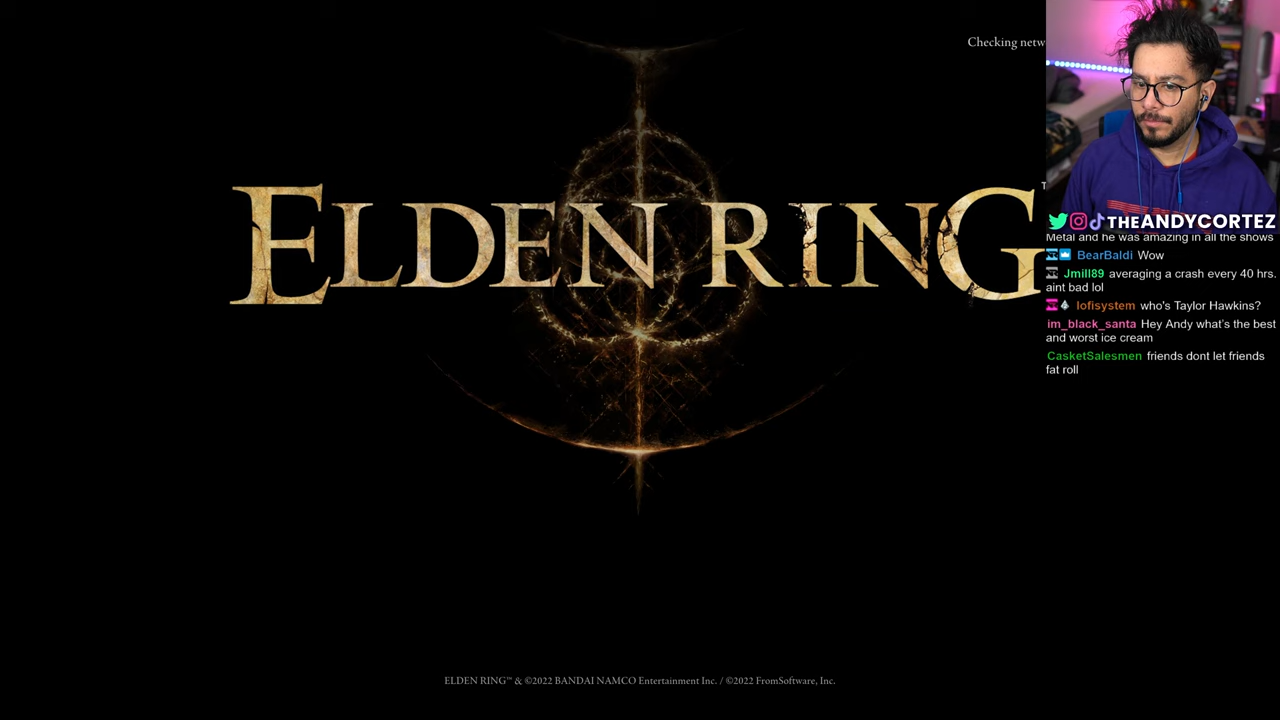 Checking netw
ELDEN RING
THEANDYCORTEZ
Metal and he was amazing in all the shows
BearBaldi Wow
Jmill89 averaging a crash every 40 hrs.
aint bad lol
lofisystem who's Taylor Hawkins?
im_black_santa Hey Andy what's the best
and worst ice cream
CasketSalesmen friends dont let friends
fat roll
ELDEN RING™ & ©2022 BANDAI NAMCO Entertainment Inc. / ©2022 FromSoftware, Inc.